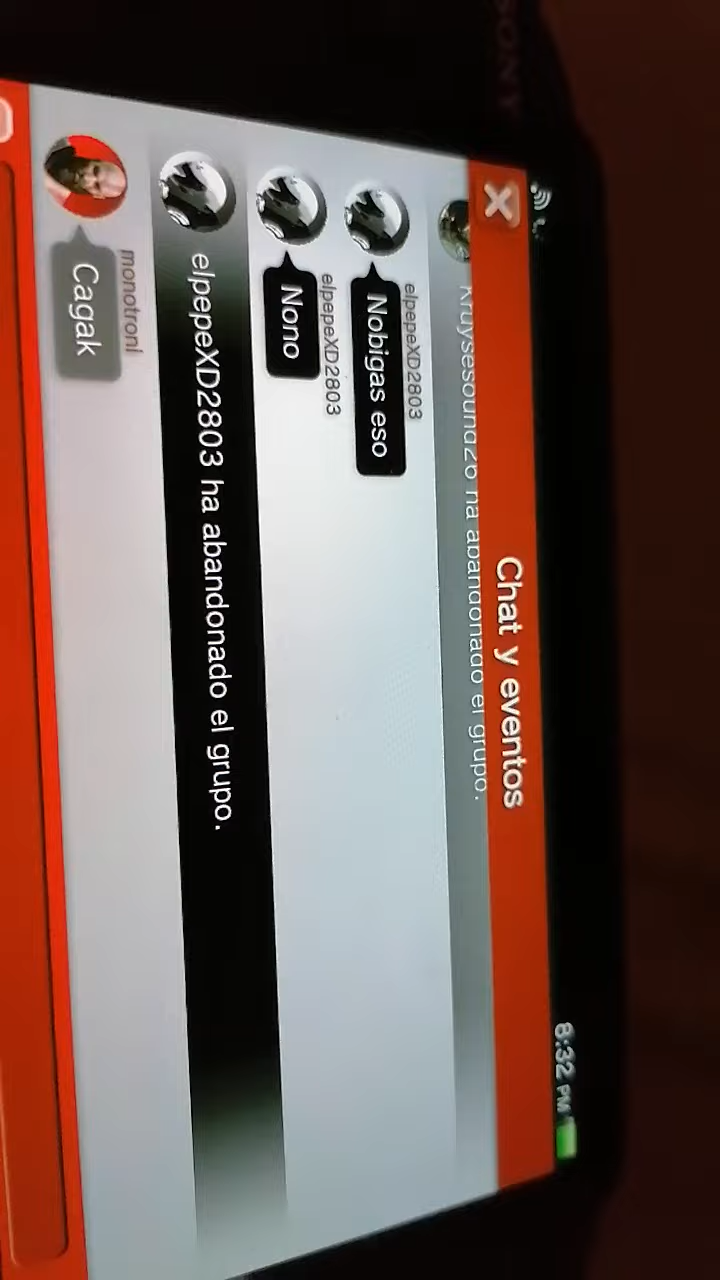 SONY
8:32 PM
Chat y eventos
ha abandonado el grupo.
elpepeXD2803
Nobigas eso
elpepeXD2803
Nono
elpepeXD2803 ha abandonado el grupo.
monotronl
Cagak